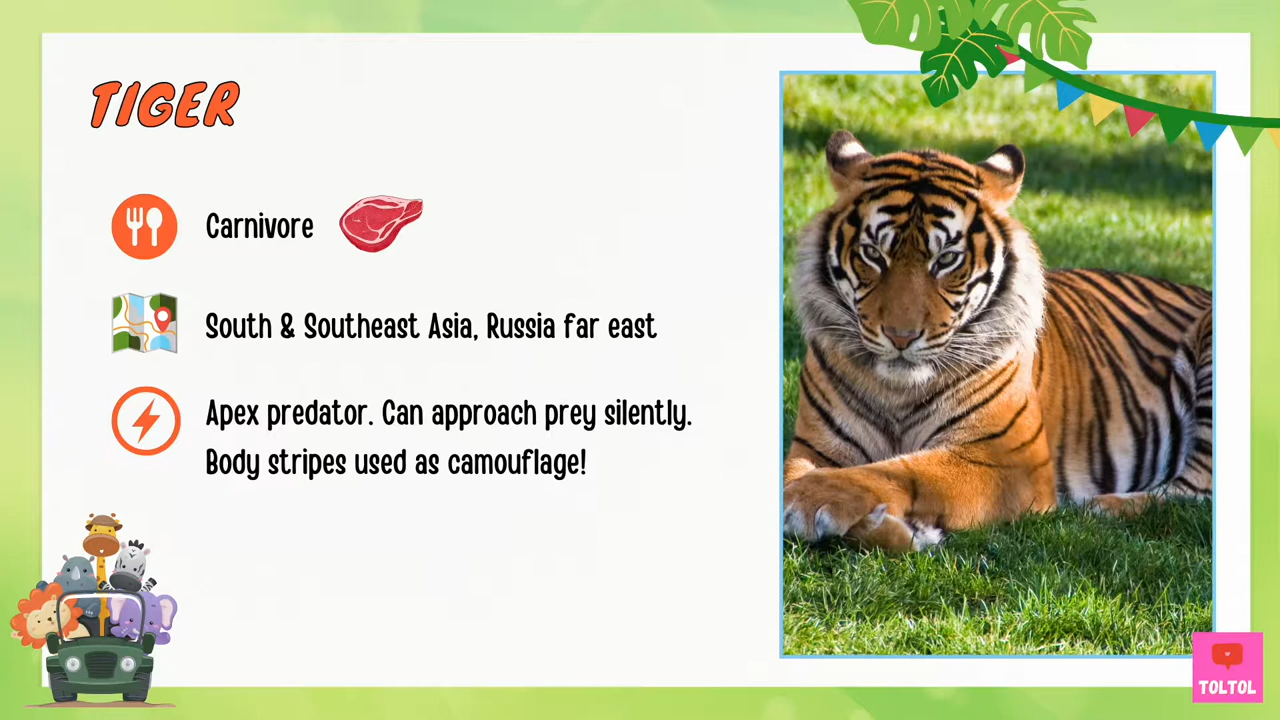 TIGER
Carnivore
South & Southeast Asia, Russia far east
Apex predator. Can approach prey silently.
Body stripes used as camouflage!
TOLTOL